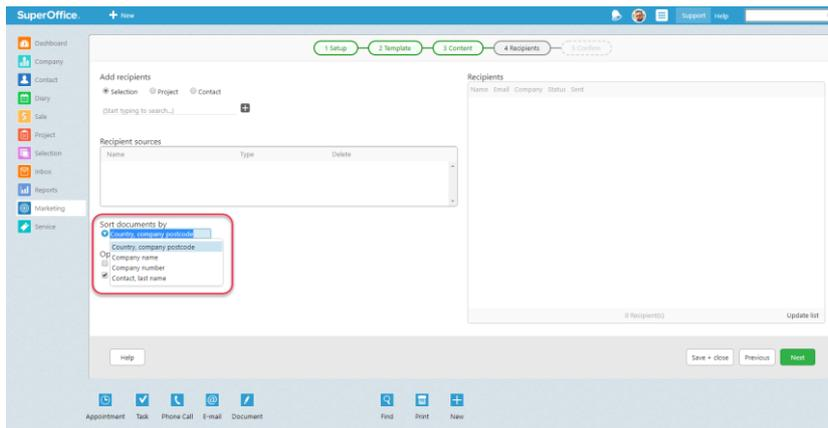 SuperOffice.
New
Support Help
Dashboard
Company
Contact
Diary
Sale
Project
Selection
Inbox
Reports
Marketing
Service
1 Setup
2 Template
3 Content
4 Recipients
5 Confirm
Add recipients
Selection Project Contact
(Start typing to search...)
Recipient sources
Name Type Delete
Sort documents by
Country, company postcode
Country, company postcode
Company name
Company number
Contact, last name
Op
Recipients
Name Email Company Status Sent
0 Recipient(s)
Update list
Help
Save + close
Previous
Next
Appointment Task Phone Call E-mail Document
Find Print New